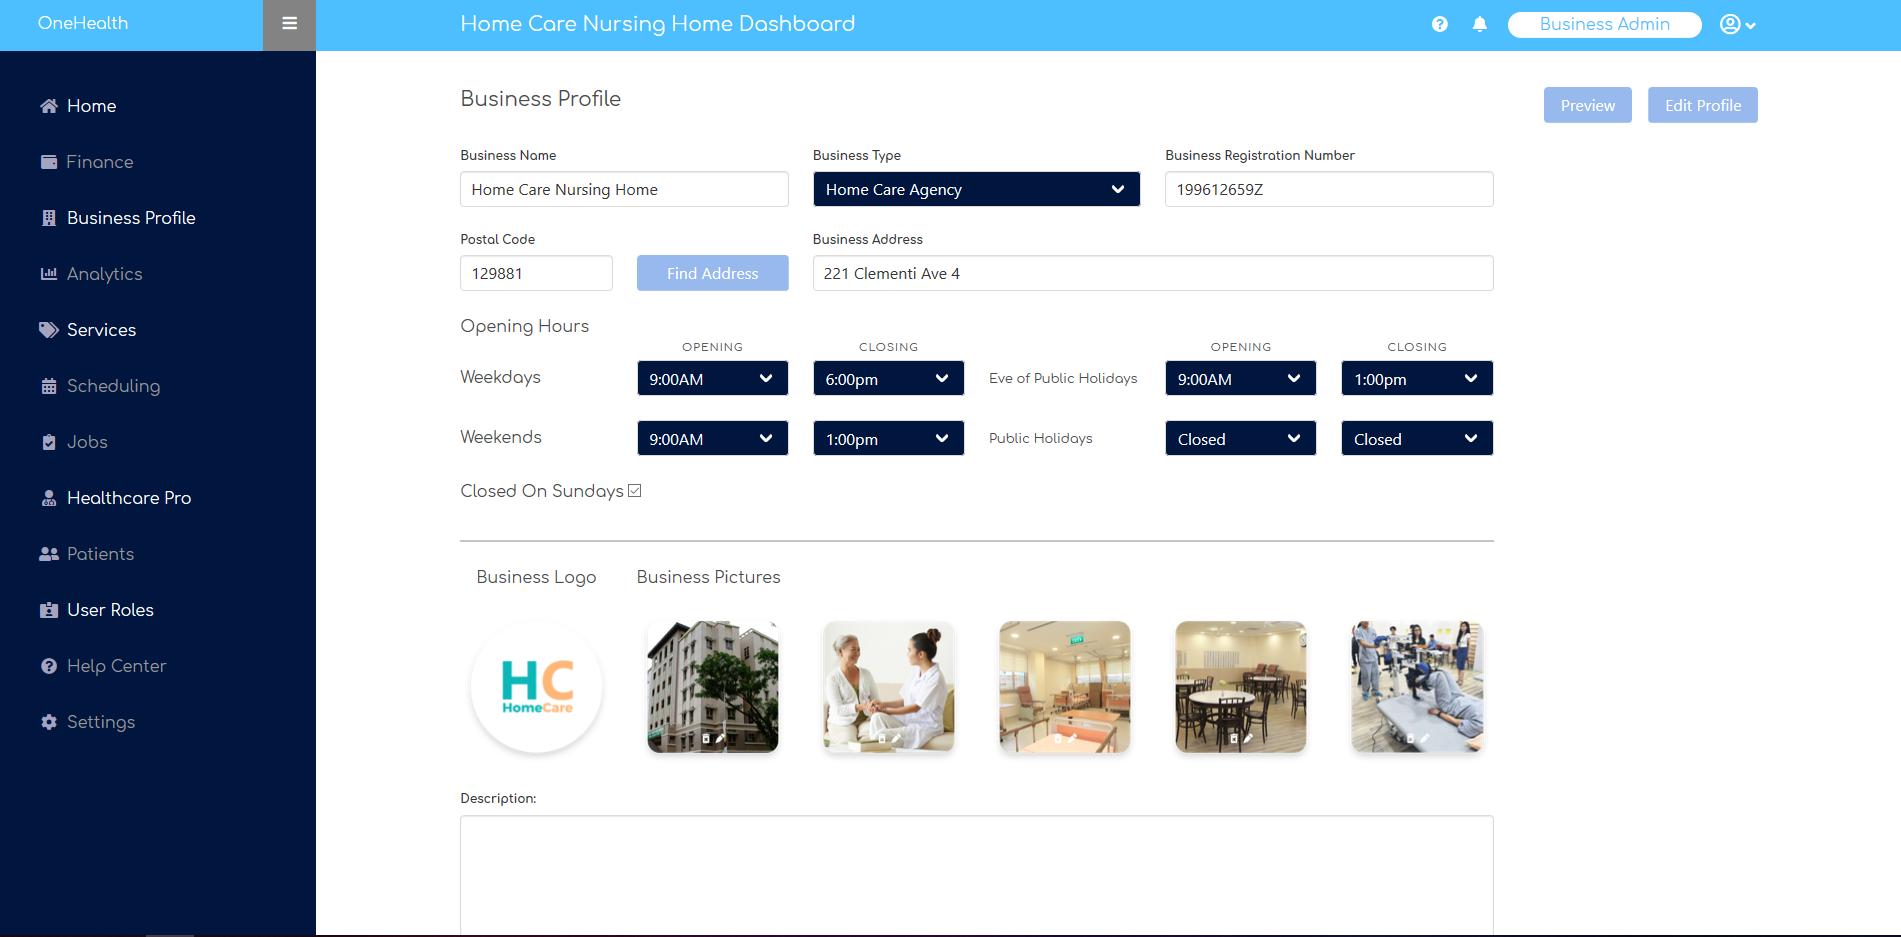 OneHealth
Home Care Nursing Home Dashboard
Business Admin
Home
Finance
Business Profile
Analytics
Services
Scheduling
Jobs
Healthcare Pro
Patients
User Roles
Help Center
Settings
Business Profile
Preview
Edit Profile
Business Name
Business Type
Business Registration Number
Home Care Nursing Home
Home Care Agency
199612659Z
Postal Code
Business Address
129881
Find Address
221 Clementi Ave 4
Opening Hours
OPENING
CLOSING
OPENING
CLOSING
Weekdays
9:00AM
6:00pm
Eve of Public Holidays
9:00AM
1:00pm
Weekends
9:00AM
1:00pm
Public Holidays
Closed
Closed
Closed On Sundays
Business Logo
Business Pictures
HC
HomeCare
Description: